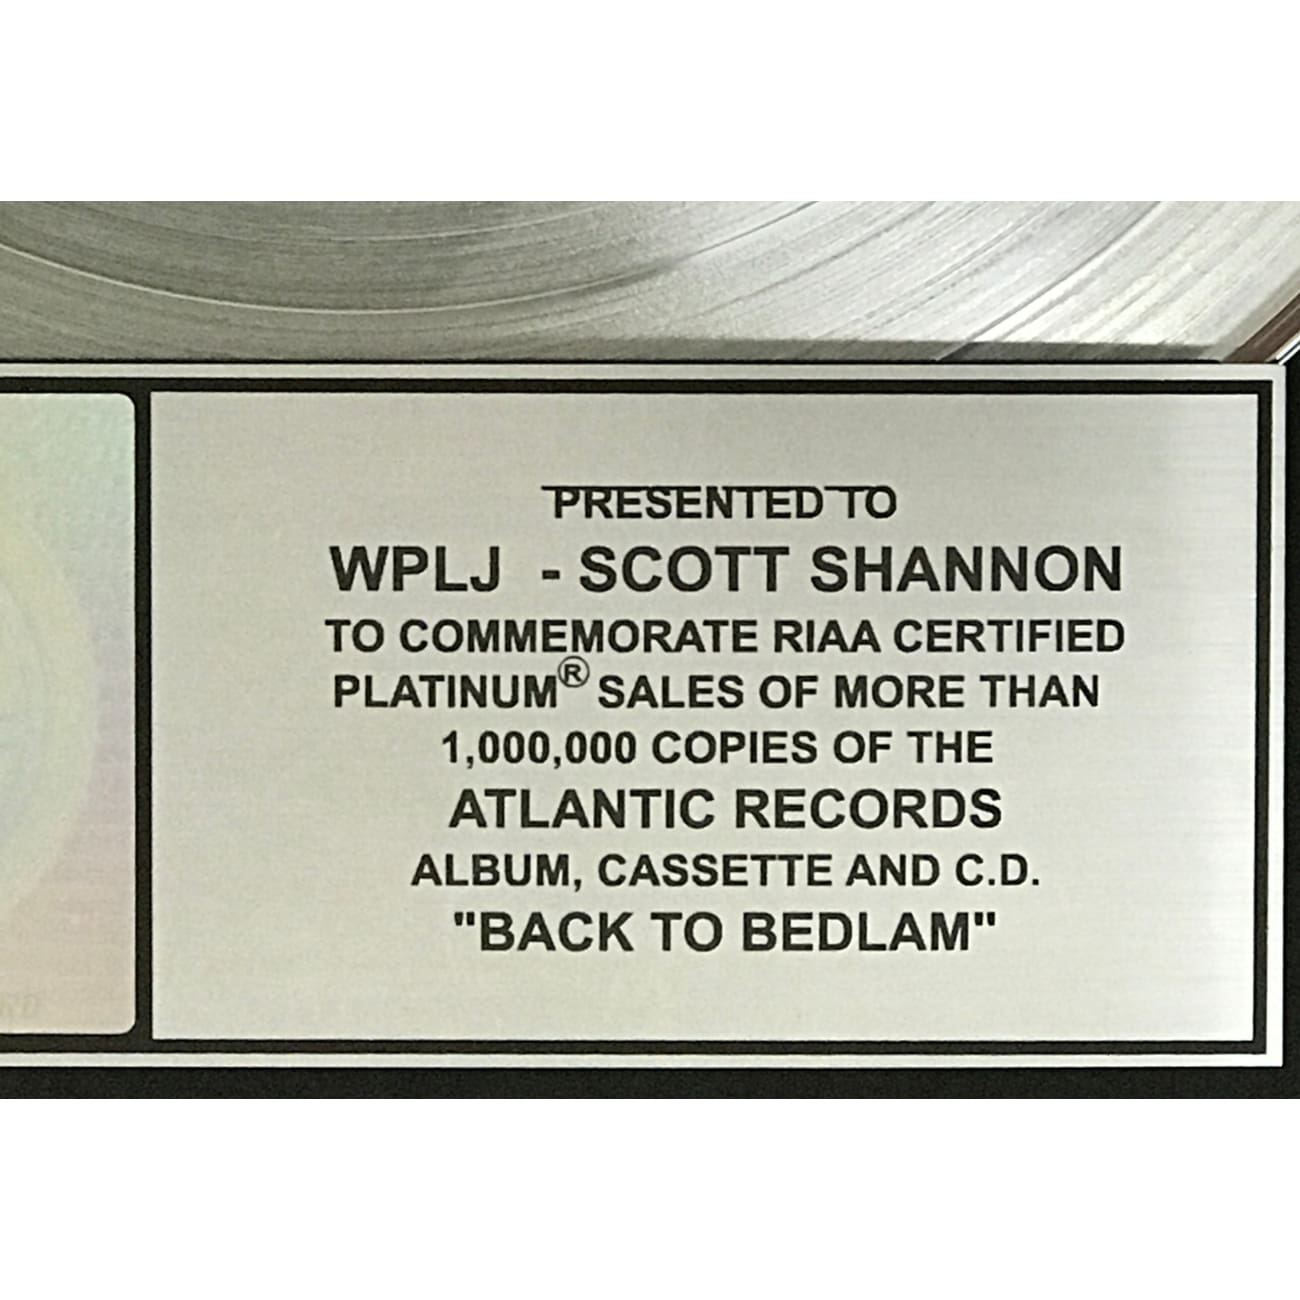 PRESENTED TO
WPLJ - SCOTT SHANNON
TO COMMEMORATE RIAA CERTIFIED
PLATINUM® SALES OF MORE THAN
1,000,000 COPIES OF THE
ATLANTIC RECORDS
ALBUM, CASSETTE AND C.D.
"BACK TO BEDLAM"